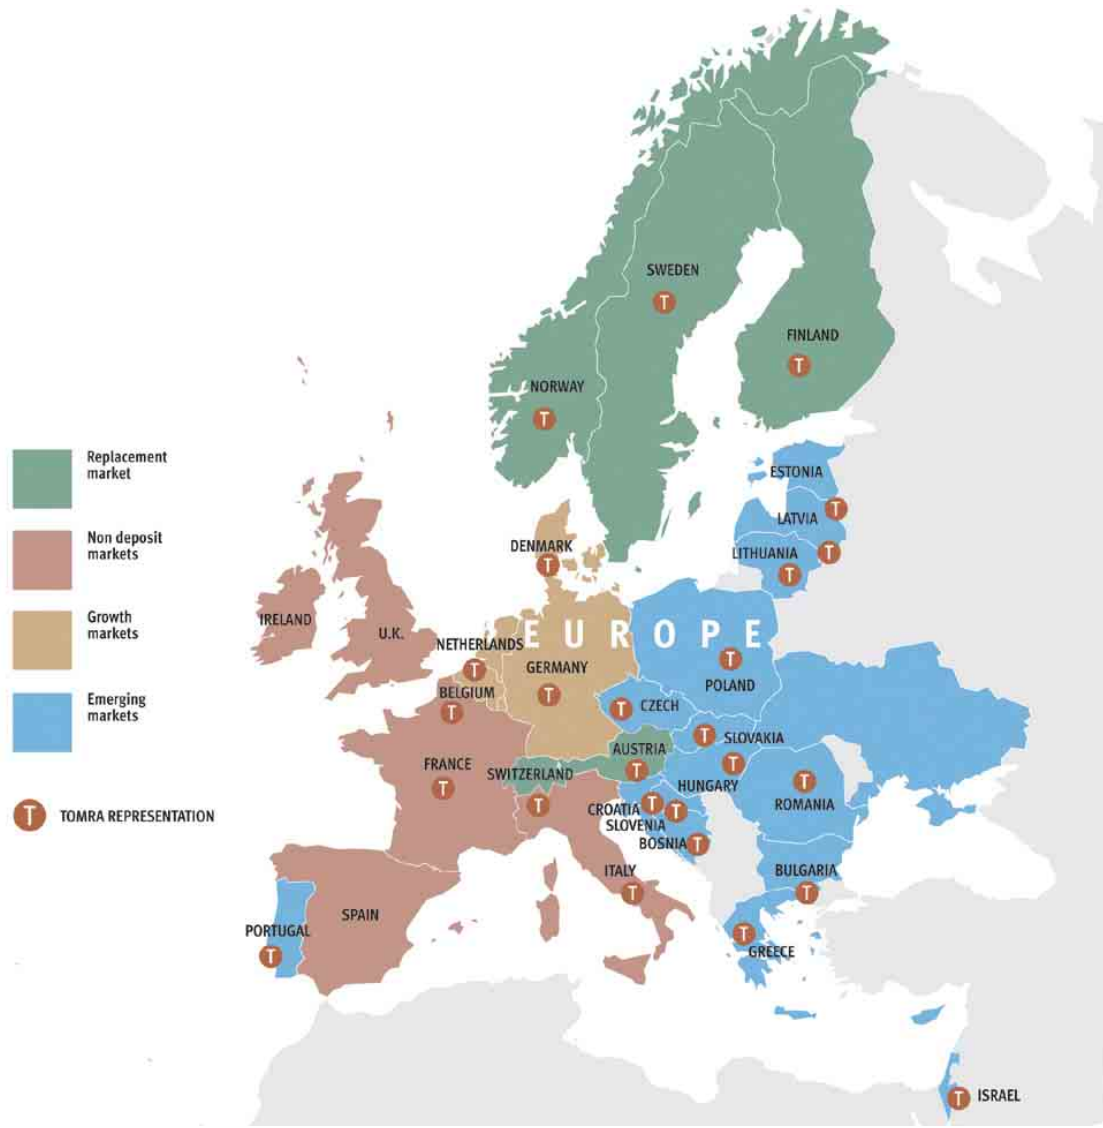 SWEDEN
T
FINLAND
T
NORWAY
T
Replacement
market
ESTONIA
T
LATVIA
Non deposit
markets
DENMARK
T
LITHUANIA
T
T
Growth
markets
IRELAND
U.K.
EUROPE
NETHERLANDS
T
GERMANY
T
T
POLAND
BELGIUM
T
Emerging
markets
T
CZECH
T
SLOVAKIA
AUSTRIA
T
FRANCE
T
SWITZERLAND
T
T
HUNGARY
T
ROMANIA
TOMRA REPRESENTATION
T
CROATIA
T
T
SLOVENIA
BOSNIA
T
ITALY
T
BULGARIA
T
SPAIN
PORTUGAL
T
T
GREECE
T
ISRAEL